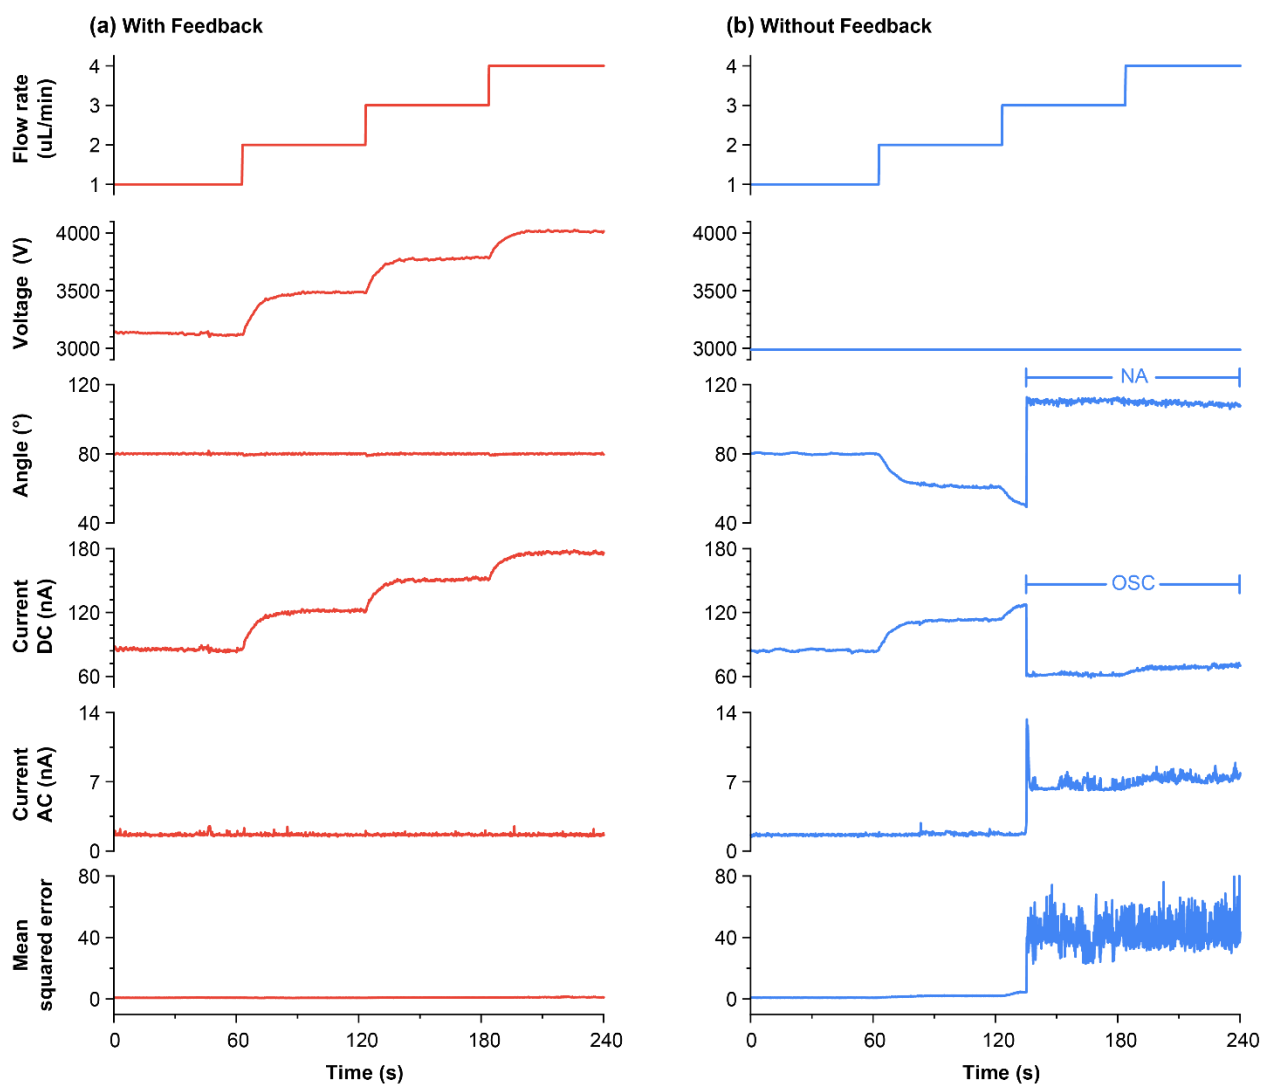 (a) With Feedback
Flow rate
(uL/min)
4
3
2
1
Voltage (V)
4000
3500
3000
Angle (°)
120
80
40
Current
DC (nA)
180
120
60
Current
AC (nA)
14
7
0
Mean
squared error
80
40
0
0 60 120 180 240
Time (s)
(b) Without Feedback
4
3
2
1
4000
3500
3000
120
80
40
NA
180
120
60
OSC
14
7
0
80
40
0
0 60 120 180 240
Time (s)